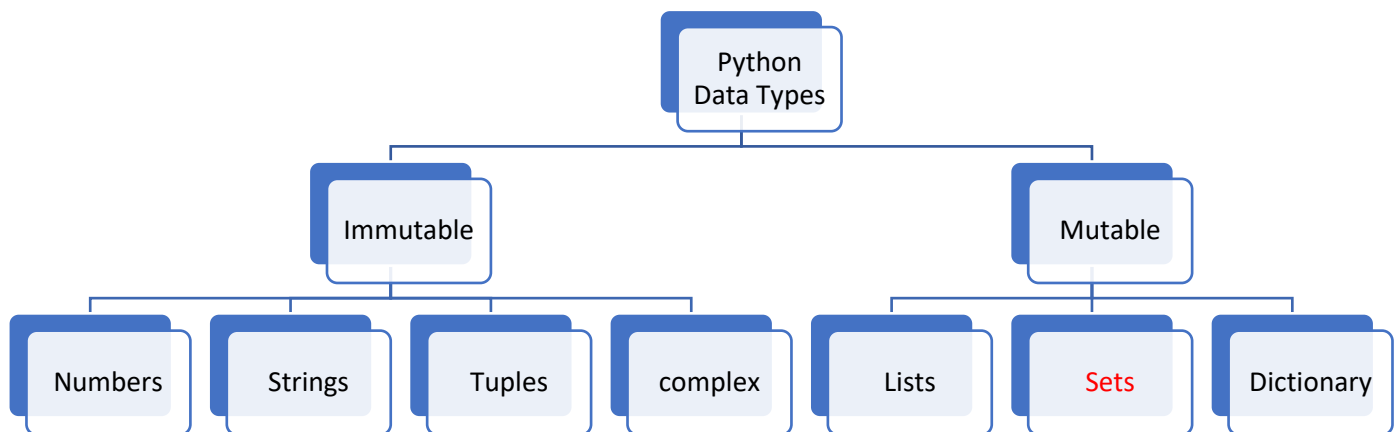 Python
Data Types
Immutable
Mutable
Numbers
Strings
Tuples
complex
Lists
Sets
Dictionary